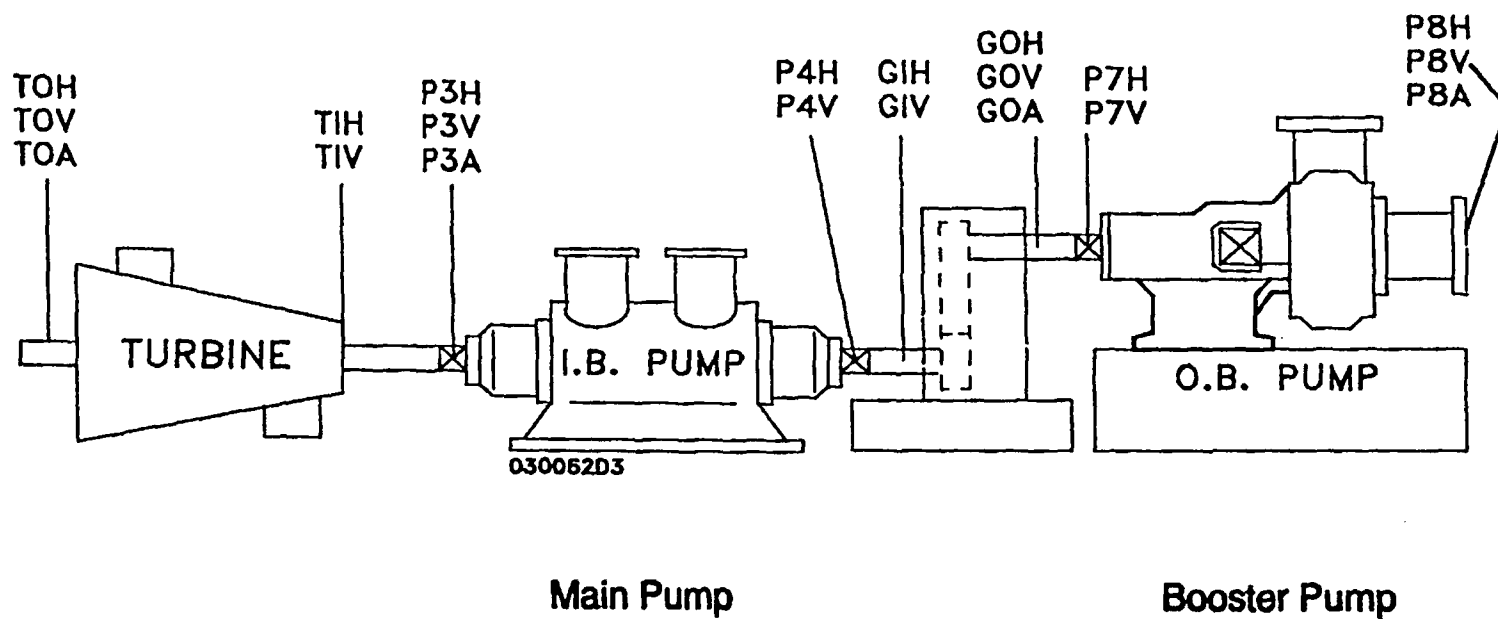 TOH
TOV
TOA
TIH
TIV
P3H
P3V
P3A
P4H
P4V
GIH
GIV
GOH
GOV
GOA
P7H
P7V
P8H
P8V
P8A
TURBINE
I.B. PUMP
O.B. PUMP
030052D3
Main Pump
Booster Pump